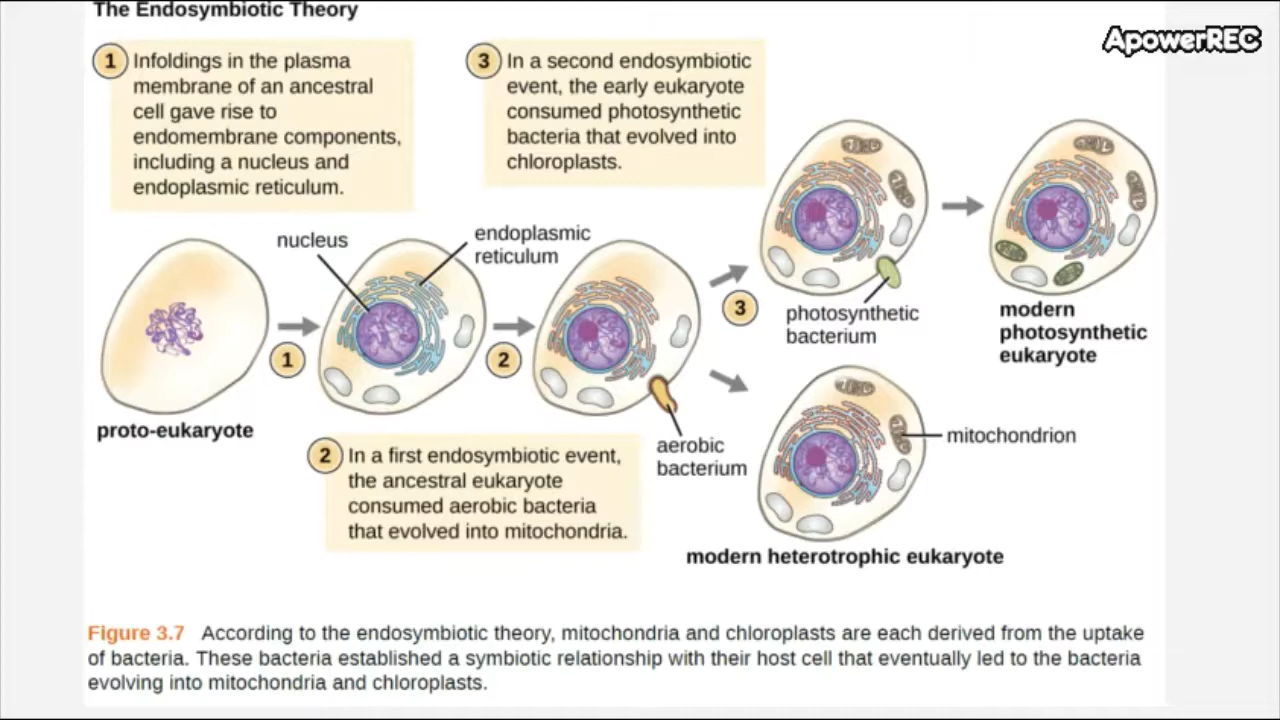 The Endosymbiotic Theory
ApowerREC
1
Infoldings in the plasma
membrane of an ancestral
cell gave rise to
endomembrane components,
including a nucleus and
endoplasmic reticulum.
3
In a second endosymbiotic
event, the early eukaryote
consumed photosynthetic
bacteria that evolved into
chloroplasts.
nucleus
endoplasmic
reticulum
proto-eukaryote
1
2
3
photosynthetic
bacterium
modern
photosynthetic
eukaryote
aerobic
bacterium
mitochondrion
2
In a first endosymbiotic event,
the ancestral eukaryote
consumed aerobic bacteria
that evolved into mitochondria.
modern heterotrophic eukaryote
Figure 3.7 According to the endosymbiotic theory, mitochondria and chloroplasts are each derived from the uptake
of bacteria. These bacteria established a symbiotic relationship with their host cell that eventually led to the bacteria
evolving into mitochondria and chloroplasts.